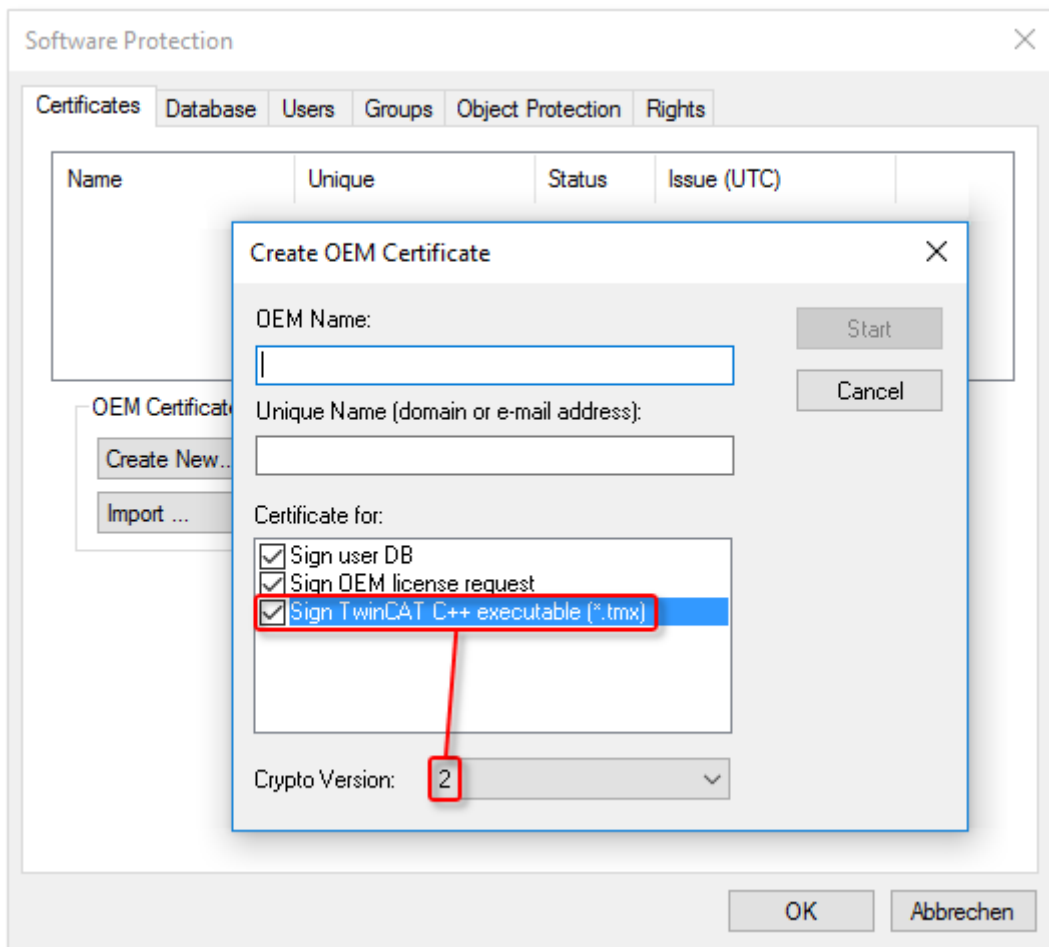 Software Protection
Certificates Database Users Groups Object Protection Rights
Name Unique Status Issue (UTC)
Create OEM Certificate
OEM Name:
Start
Cancel
Unique Name (domain or e-mail address):
OEM Certificat
Create New..
Import ...
Certificate for:
Sign user DB
Sign OEM license request
Sign TwinCAT C++ executable (*.tmx)
Crypto Version: 2
OK Abbrechen